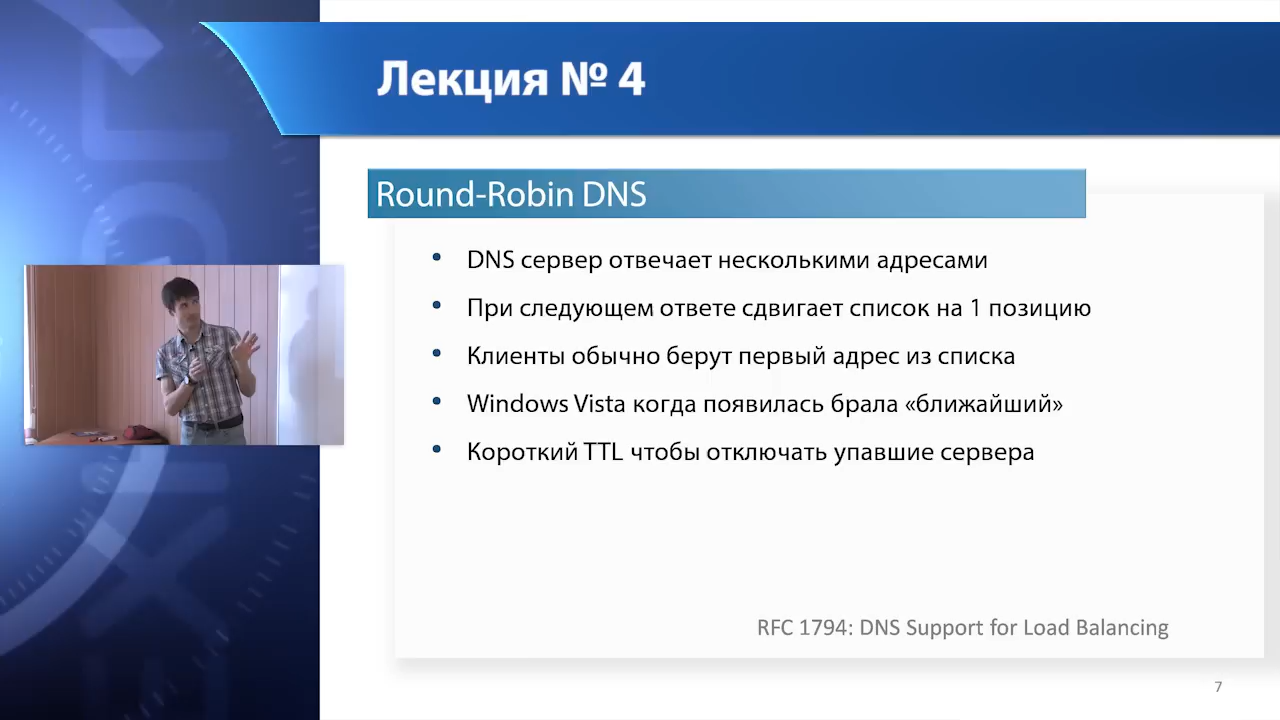 Лекция № 4
Round-Robin DNS
• DNS сервер отвечает несколькими адресами
• При следующем ответе сдвигает список на 1 позицию
• Клиенты обычно берут первый адрес из списка
• Windows Vista когда появилась брала «ближайший»
• Короткий TTL чтобы отключать упавшие сервера
RFC 1794: DNS Support for Load Balancing
7